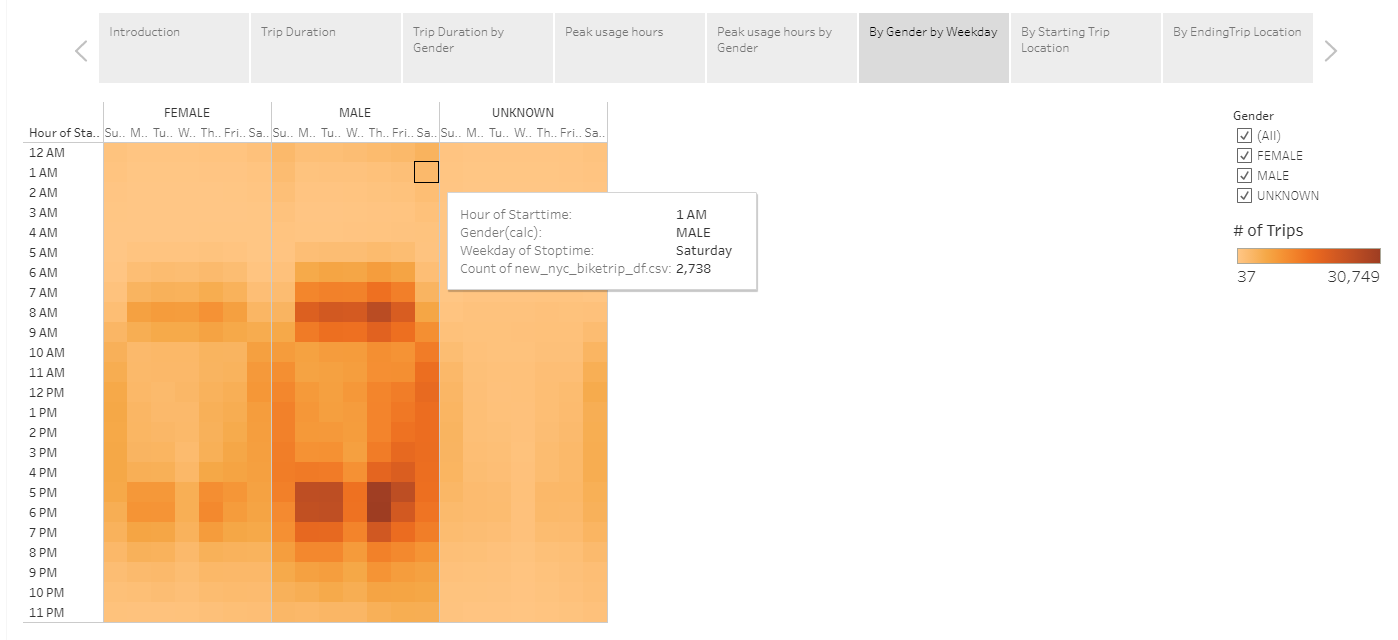 Introduction
Trip Duration
Trip Duration by
Gender
Peak usage hours
Peak usage hours by
Gender
By Gender by Weekday
By Starting Trip
Location
By EndingTrip Location
FEMALE MALE UNKNOWN
Hour of Sta.. Su.. M.. Tu.. W.. Th.. Fri.. Sa.. Su.. M.. Tu.. W.. Th.. Fri.. Sa.. Su.. M.. Tu.. W.. Th.. Fri.. Sa..
12 AM
1 AM
2 AM
3 AM
4 AM
5 AM
6 AM
7 AM
8 AM
9 AM
10 AM
11 AM
12 PM
1 PM
2 PM
3 PM
4 PM
5 PM
6 PM
7 PM
8 PM
9 PM
10 PM
11 PM
Hour of Starttime: 1 AM
Gender(calc): MALE
Weekday of Stoptime: Saturday
Count of new_nyc_biketrip_df.csv: 2,738
Gender
(All)
FEMALE
MALE
UNKNOWN
# of Trips
37 30,749